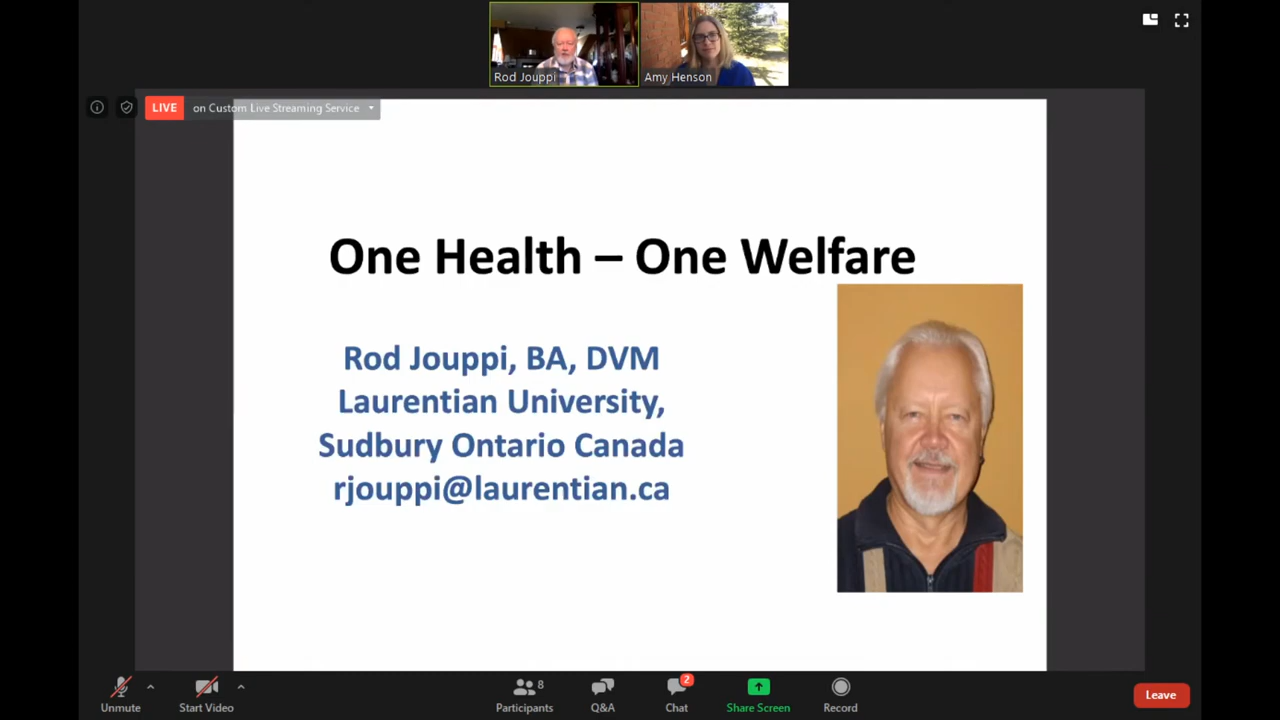 Rod Jouppi
Amy Henson
LIVE
on Custom Live Streaming Service
One Health – One Welfare
Rod Jouppi, BA, DVM
Laurentian University,
Sudbury Ontario Canada
rjouppi@laurentian.ca
Unmute
Start Video
8
Participants
Q&A
2
Chat
Share Screen
Record
Leave